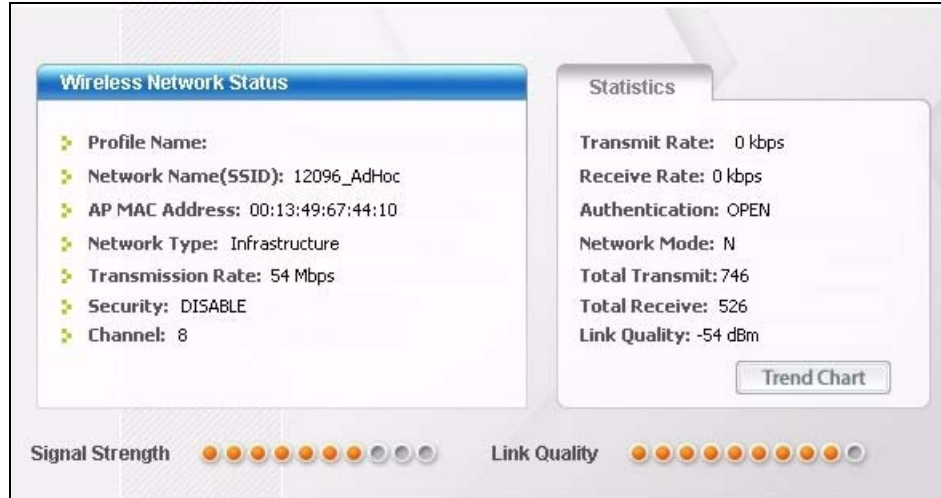 Wireless Network Status
Profile Name:
Network Name(SSID): 12096_AdHoc
AP MAC Address: 00:13:49:67:44:10
Network Type: Infrastructure
Transmission Rate: 54 Mbps
Security: DISABLE
Channel: 8
Statistics
Transmit Rate: 0 kbps
Receive Rate: 0 kbps
Authentication: OPEN
Network Mode: N
Total Transmit: 746
Total Receive: 526
Link Quality: -54 dBm
Trend Chart
Signal Strength
Link Quality